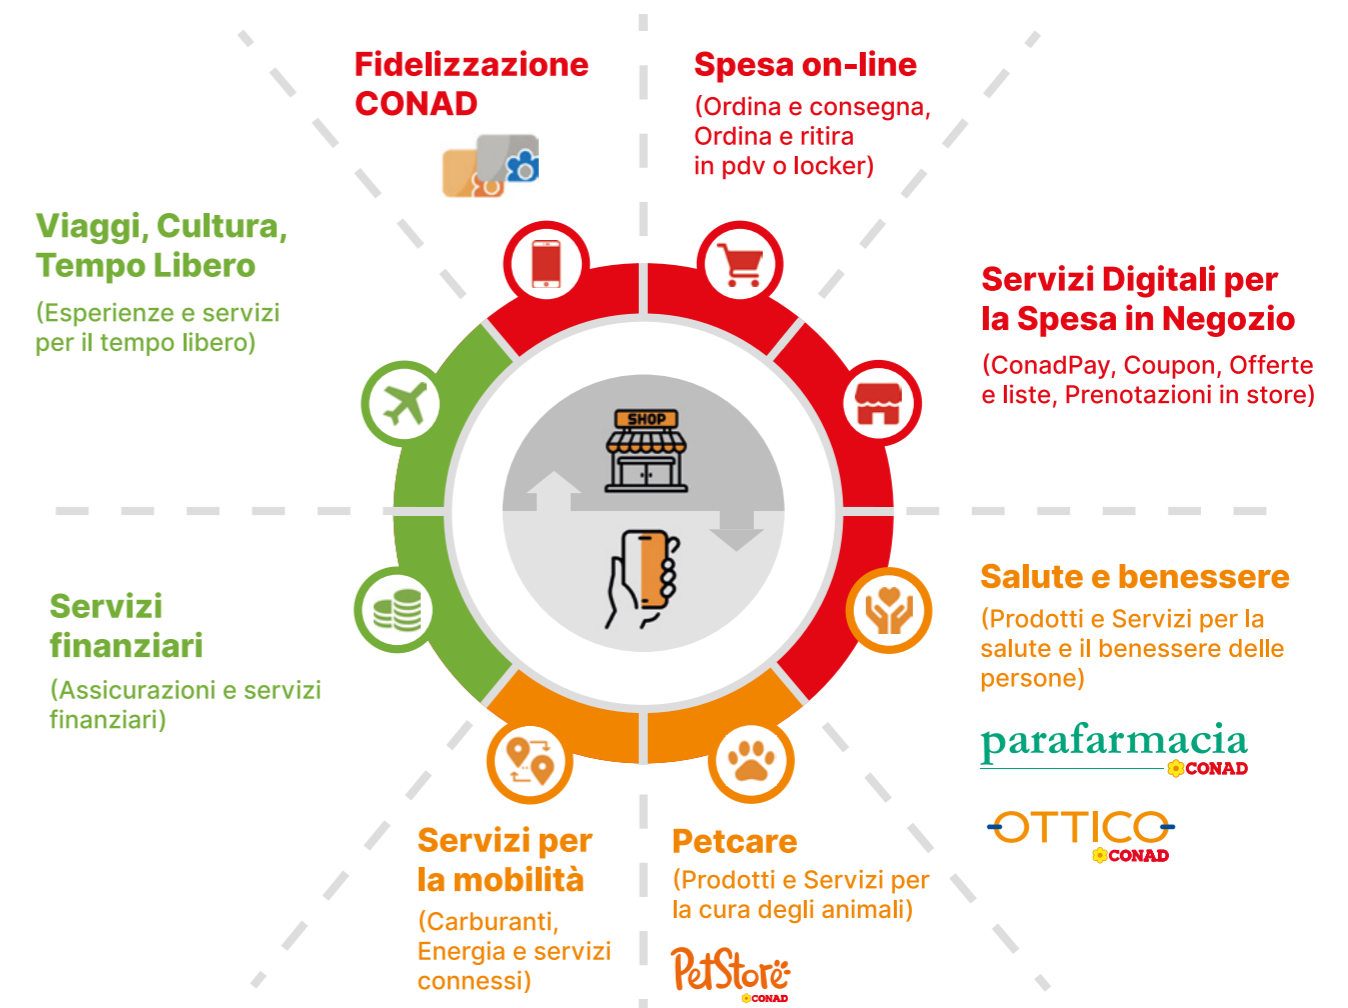 Fidelizzazione
CONAD
Spesa on-line
(Ordina e consegna,
Ordina e ritira
in pdv o locker)
Viaggi, Cultura,
Tempo Libero
(Esperienze e servizi
per il tempo libero)
Servizi Digitali per
la Spesa in Negozio
(ConadPay, Coupon, Offerte
e liste, Prenotazioni in store)
SHOP
Servizi
finanziari
(Assicurazioni e servizi
finanziari)
Salute e benessere
(Prodotti e Servizi per la
salute e il benessere delle
persone)
parafarmacia
CONAD
OTTICO
CONAD
Servizi per
la mobilità
(Carburanti,
Energia e servizi
connessi)
Petcare
(Prodotti e Servizi per
la cura degli animali)
PetStore
CONAD